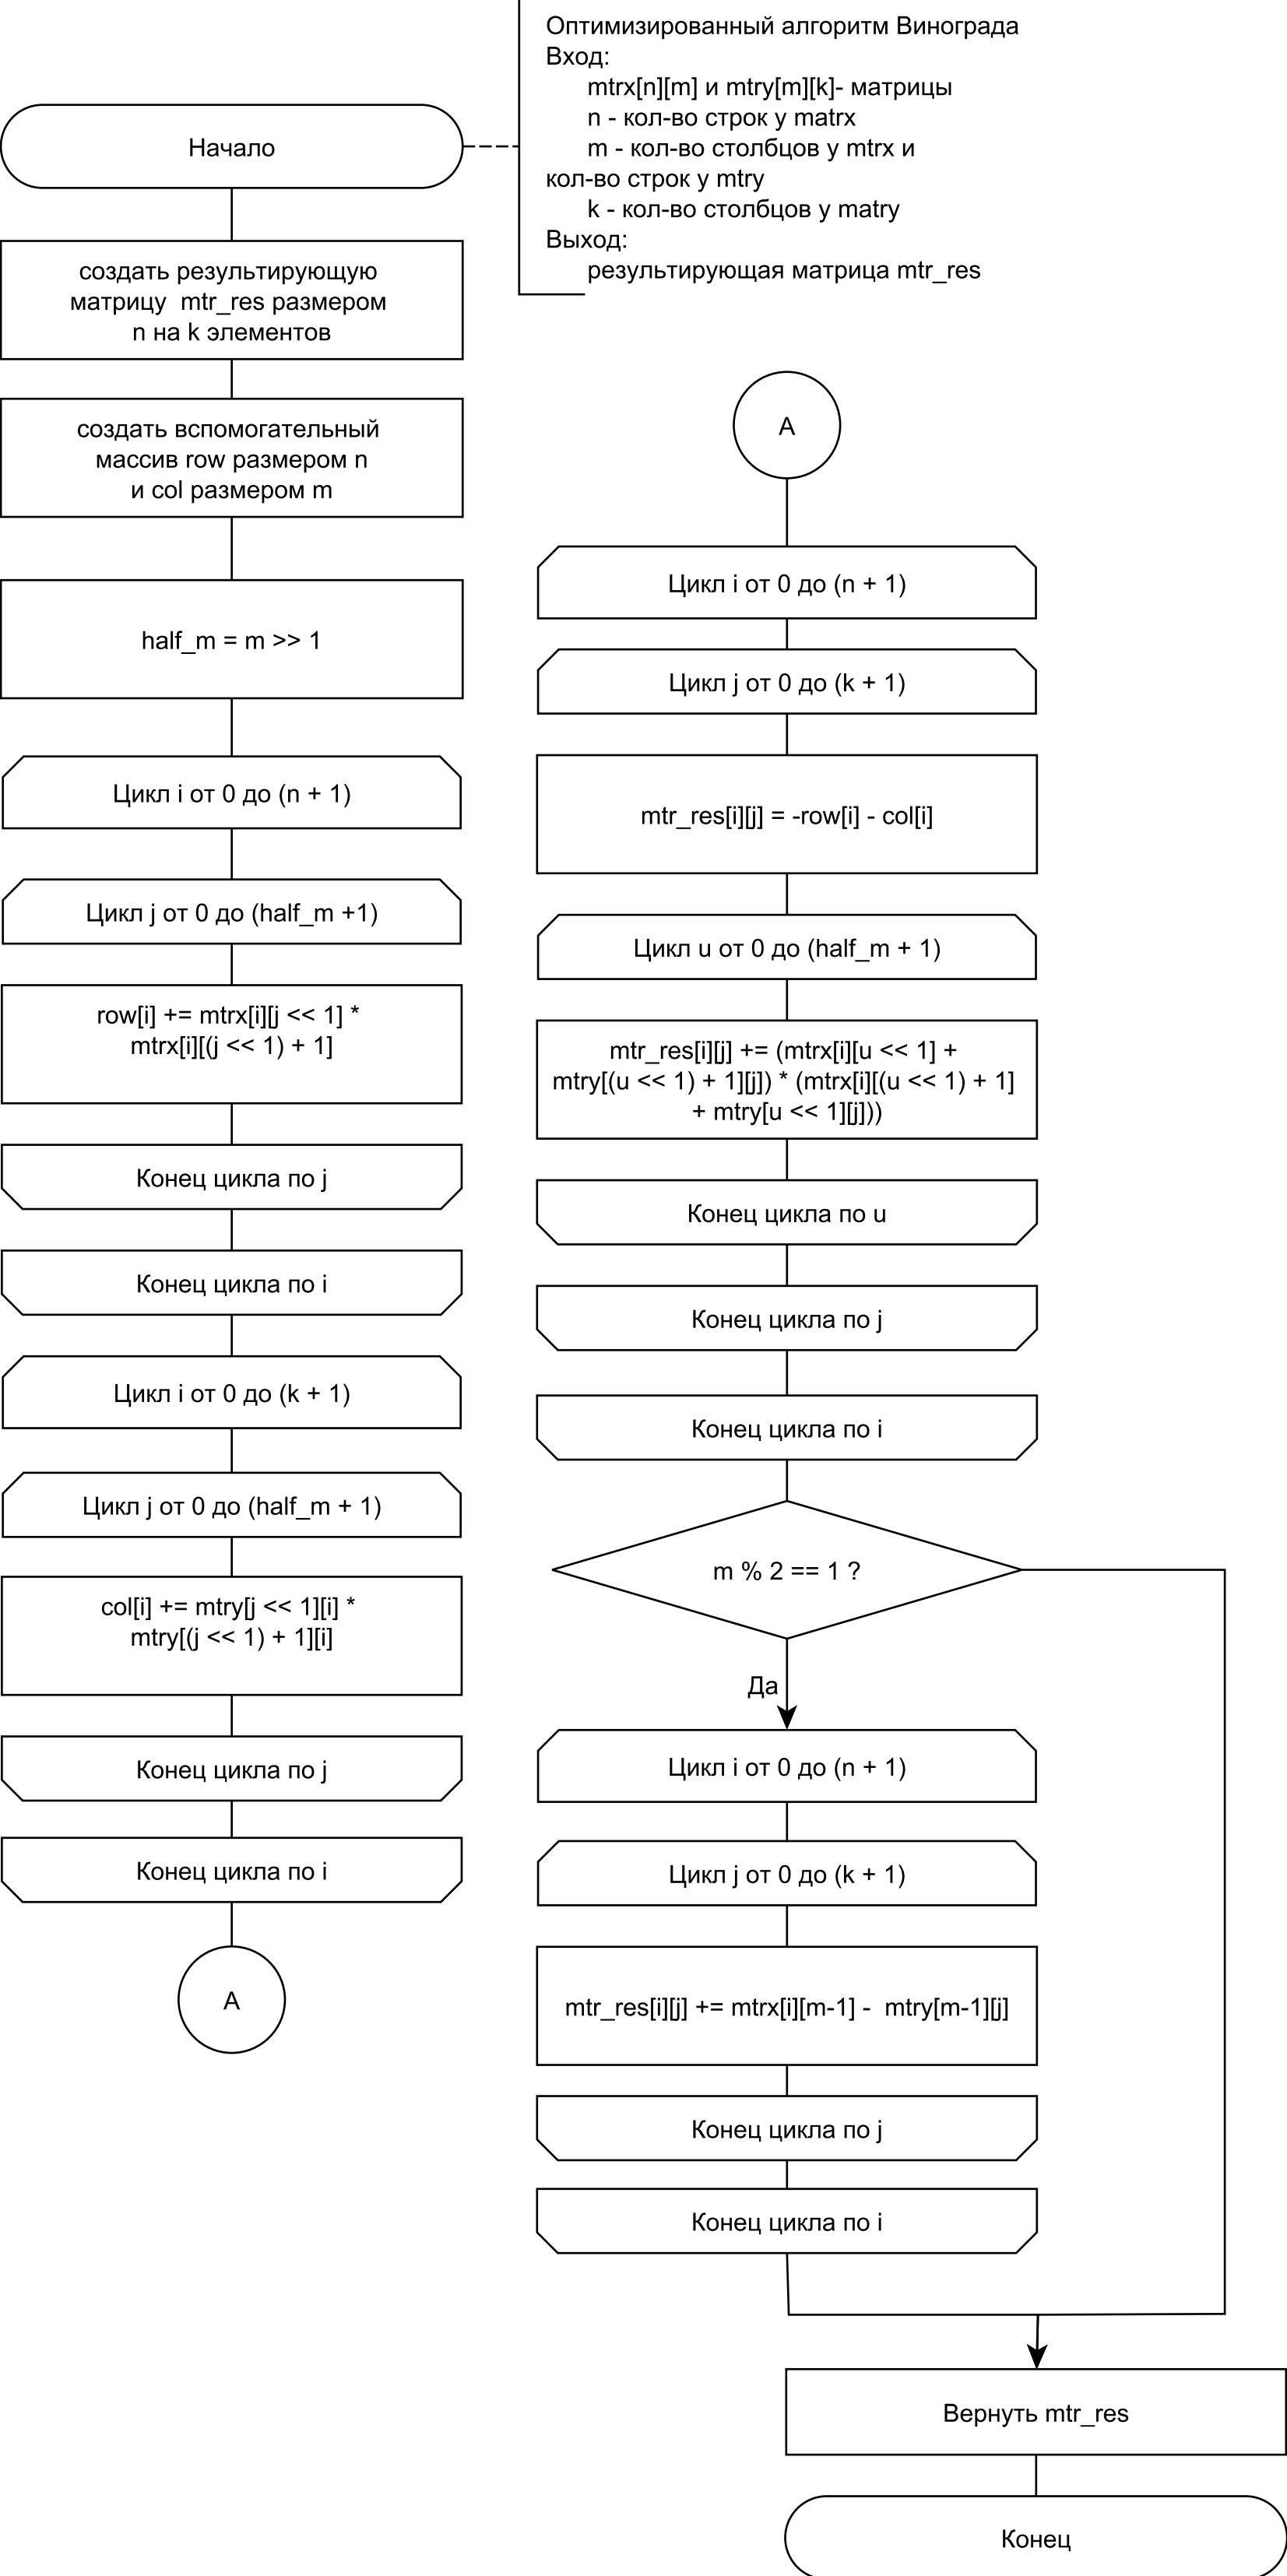 Оптимизированный алгоритм Винограда
Вход:
mtrx[n][m] и mtry[m][k]- матрицы
n - кол-во строк у matrx
m - кол-во столбцов у mtrx и
кол-во строк у mtry
k - кол-во столбцов у matry
Выход:
результирующая матрица mtr_res
Начало
создать результирующую
матрицу mtr_res размером
n на k элементов
создать вспомогательный
массив row размером n
и col размером m
half_m = m >> 1
Цикл i от 0 до (n + 1)
Цикл j от 0 до (half_m +1)
row[i] += mtrx[i][j << 1] *
mtrx[i][(j << 1) + 1]
Конец цикла по j
Конец цикла по i
Цикл i от 0 до (k + 1)
Цикл j от 0 до (half_m + 1)
col[i] += mtry[j << 1][i] *
mtry[(j << 1) + 1][i]
Конец цикла по j
Конец цикла по i
A
A
Цикл i от 0 до (n + 1)
Цикл j от 0 до (k + 1)
mtr_res[i][j] = -row[i] - col[i]
Цикл u от 0 до (half_m + 1)
mtr_res[i][j] += (mtrx[i][u << 1] +
mtry[(u << 1) + 1][j]) * (mtrx[i][(u << 1) + 1]
+ mtry[u << 1][j]))
Конец цикла по u
Конец цикла по j
Конец цикла по i
m % 2 == 1 ?
Да
Цикл i от 0 до (n + 1)
Цикл j от 0 до (k + 1)
mtr_res[i][j] += mtrx[i][m-1] - mtry[m-1][j]
Конец цикла по j
Конец цикла по i
Вернуть mtr_res
Конец